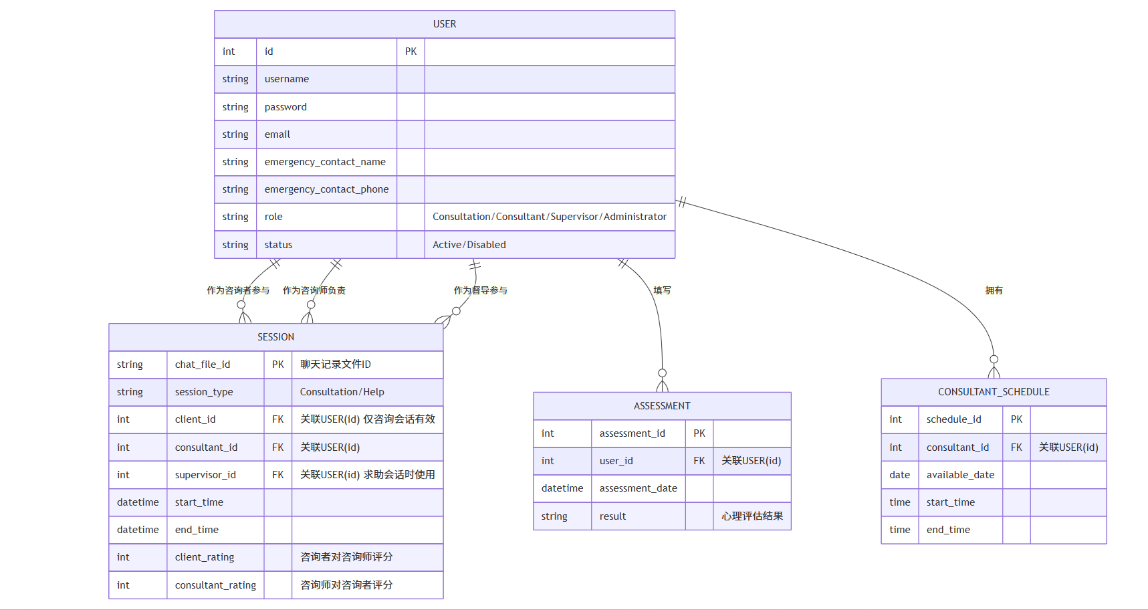 USER
int id PK
string username
string password
string email
string emergency_contact_name
string emergency_contact_phone
string role Consultation/Consultant/Supervisor/Administrator
string status Active/Disabled
作为咨询者参与 作为咨询师负责 作为督导参与 填写 拥有
SESSION
string chat_file_id PK 聊天记录文件ID
string session_type Consultation/Help
int client_id FK 关联USER(id) 仅咨询会话有效
int consultant_id FK 关联USER(id)
int supervisor_id FK 关联USER(id) 求助会话时使用
datetime start_time
datetime end_time
int client_rating 咨询者对咨询师评分
int consultant_rating 咨询师对咨询者评分
ASSESSMENT
int assessment_id PK
int user_id FK 关联USER(id)
datetime assessment_date
string result 心理评估结果
CONSULTANT_SCHEDULE
int schedule_id PK
int consultant_id FK 关联USER(id)
date available_date
time start_time
time end_time